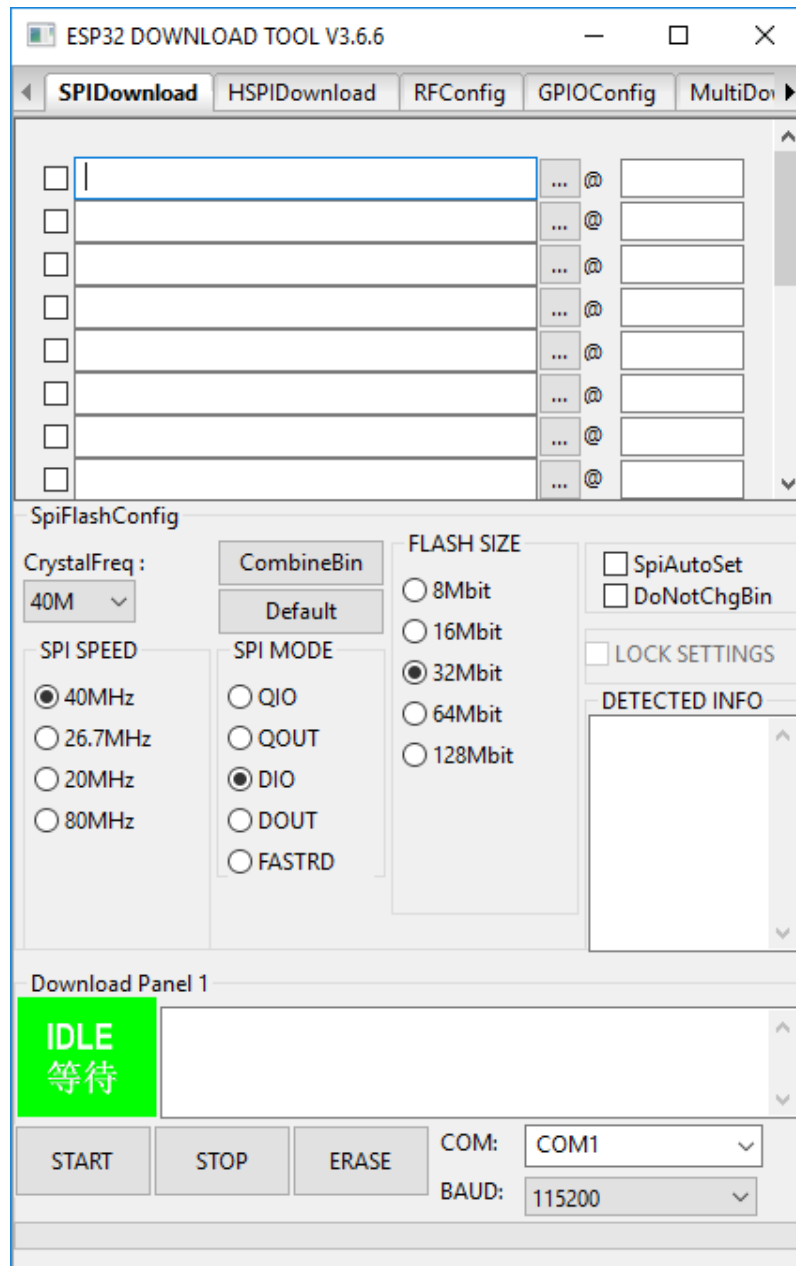 ESP32 DOWNLOAD TOOL V3.6.6
SPIDownload HSPIDownload RFConfig GPIOConfig
... @
... @
... @
... @
... @
... @
... @
... @
SpiFlashConfig
CrystalFreq :
40M
CombineBin
Default
SPI SPEED
40MHz
26.7MHz
20MHz
80MHz
SPI MODE
QIO
QOUT
DIO
DOUT
FASTRD
FLASH SIZE
8Mbit
16Mbit
32Mbit
64Mbit
128Mbit
SpiAutoSet
DoNotChgBin
LOCK SETTINGS
DETECTED INFO
Download Panel 1
IDLE
等待
START STOP ERASE
COM: COM1
BAUD: 115200